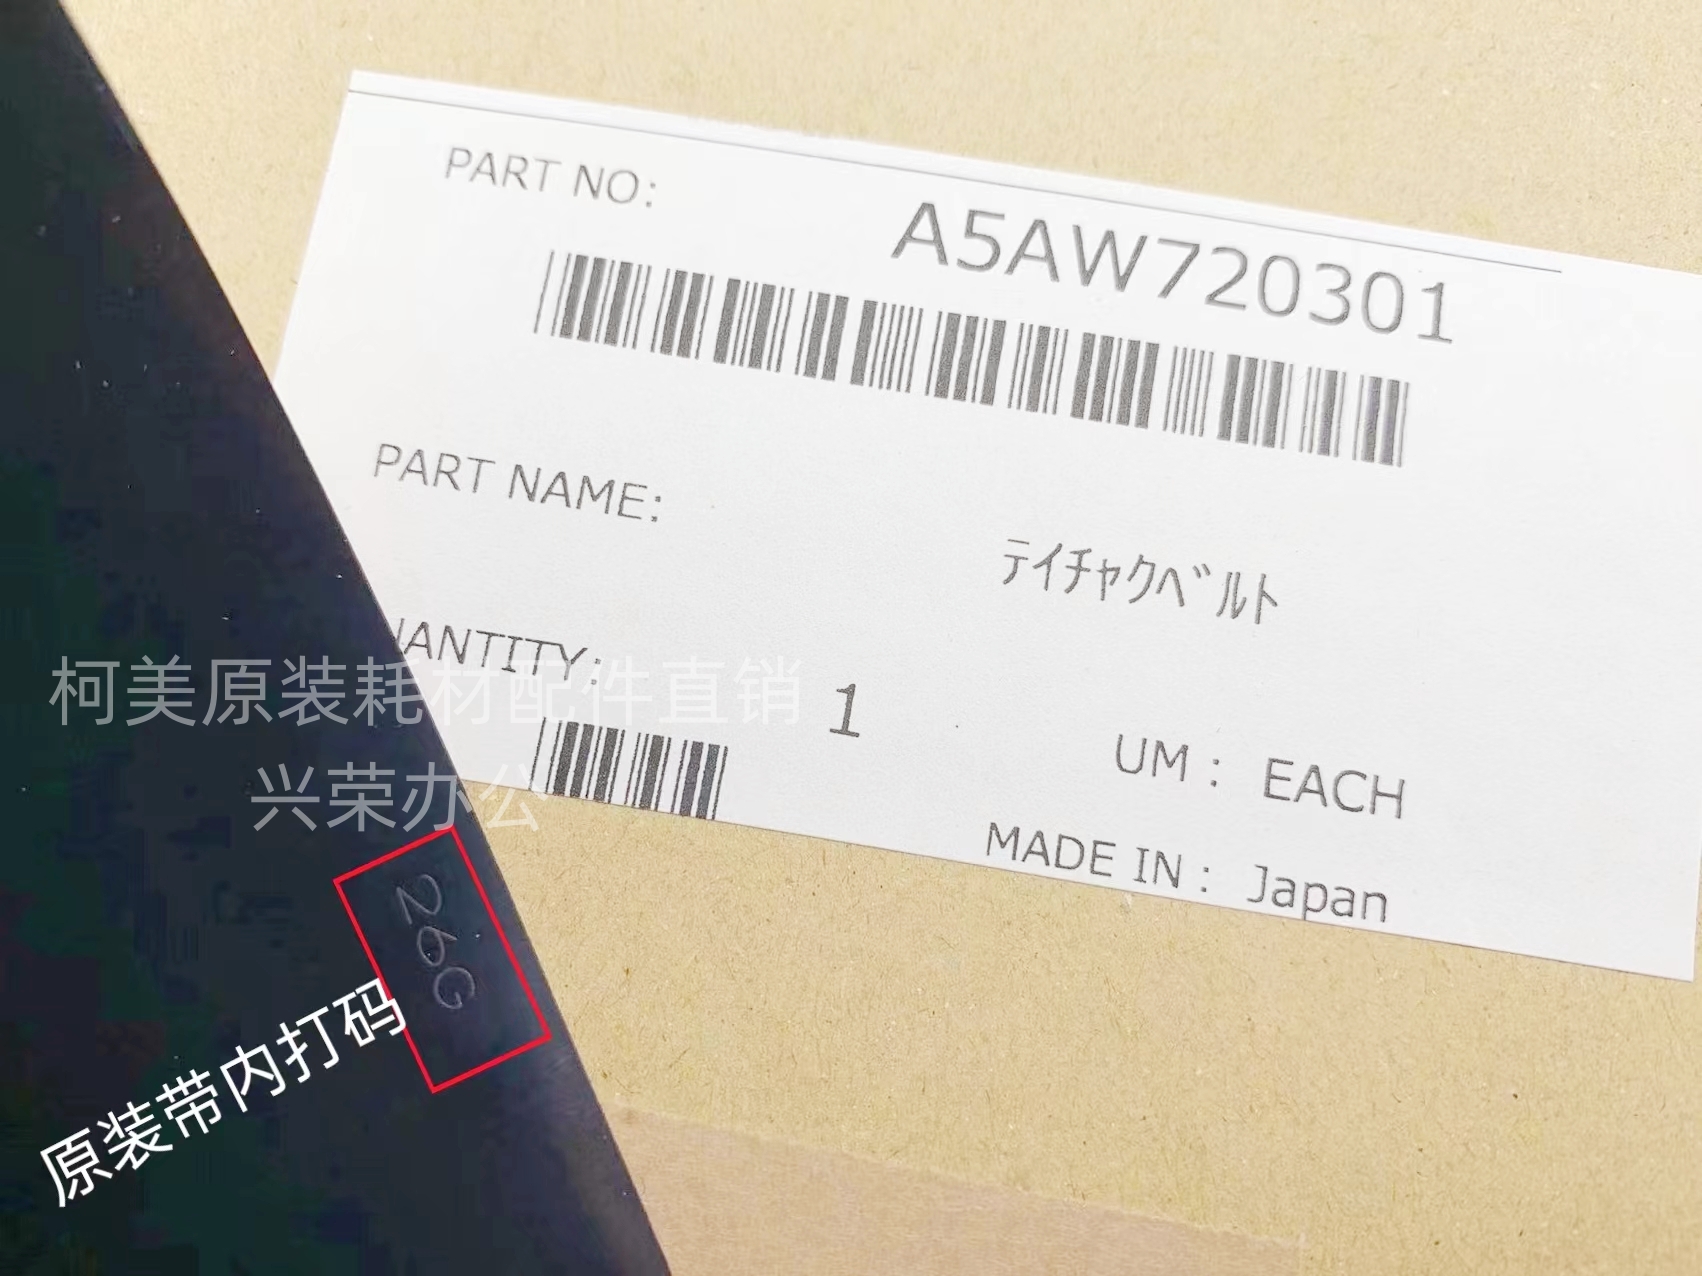 PART NO:
A5AW720301
PART NAME:
ﾃｲﾁｬｸﾍﾞﾙﾄ
UANTITY:
1
柯美原装耗材配件直销
UM : EACH
兴荣办公
MADE IN : Japan
26G
原装带内打码